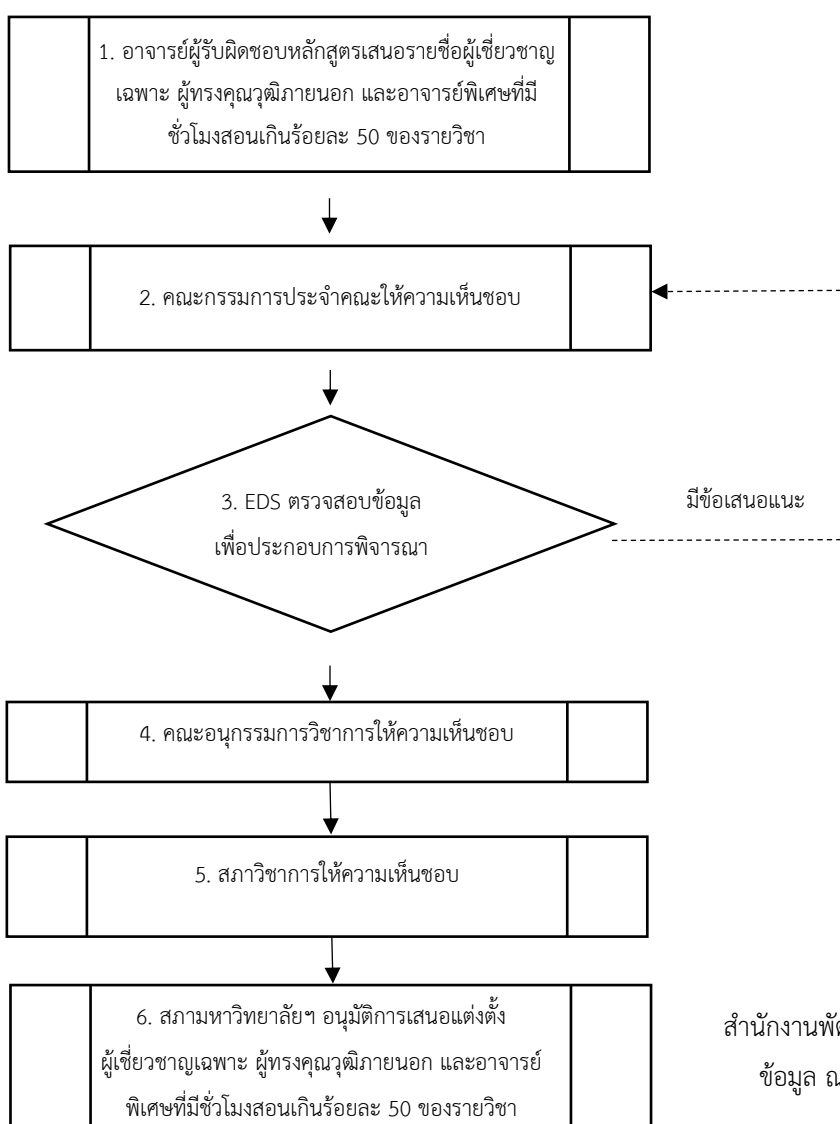 1. อาจารย์ผู้รับผิดชอบหลักสูตรเสนอรายชื่อผู้เชี่ยวชาญ
เฉพาะ ผู้ทรงคุณวุฒิภายนอก และอาจารย์พิเศษที่มี
ชั่วโมงสอนเกินร้อยละ 50 ของรายวิชา
2. คณะกรรมการประจำคณะให้ความเห็นชอบ
3. EDS ตรวจสอบข้อมูล
เพื่อประกอบการพิจารณา
มีข้อเสนอแนะ
4. คณะอนุกรรมการวิชาการให้ความเห็นชอบ
5. สภาวิชาการให้ความเห็นชอบ
6. สภามหาวิทยาลัยฯ อนุมัติการเสนอแต่งตั้ง
ผู้เชี่ยวชาญเฉพาะ ผู้ทรงคุณวุฒิภายนอก และอาจารย์
พิเศษที่มีชั่วโมงสอนเกินร้อยละ 50 ของรายวิชา
สำนักงาน
ข้อมูล ณ